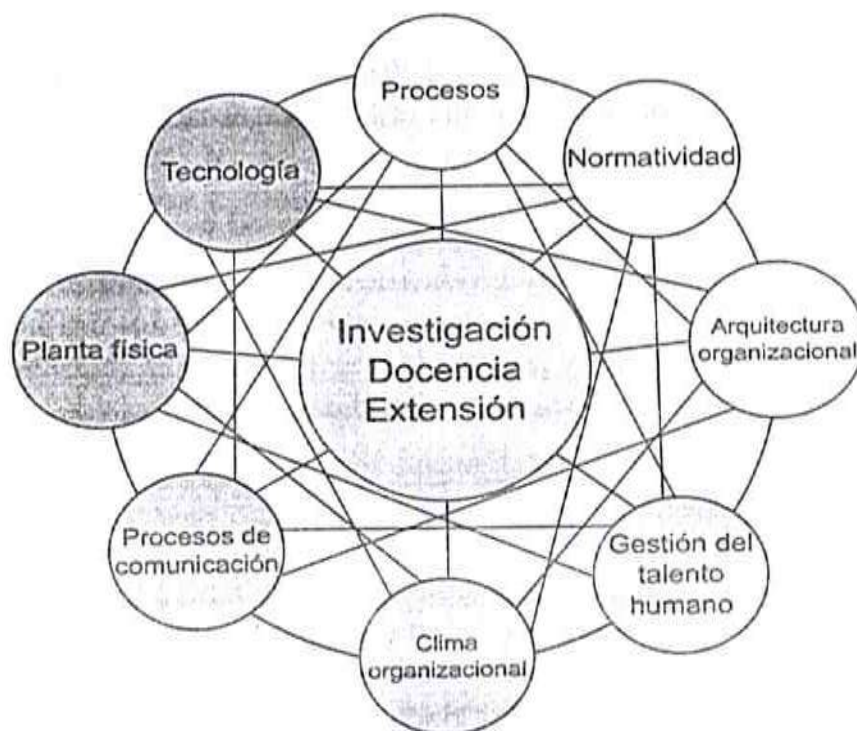 Procesos
Tecnología
Normatividad
Planta física
Investigación
Docencia
Extensión
Arquitectura
organizacional
Procesos de
comunicación
Gestión del
talento
humano
Clima
organizacional